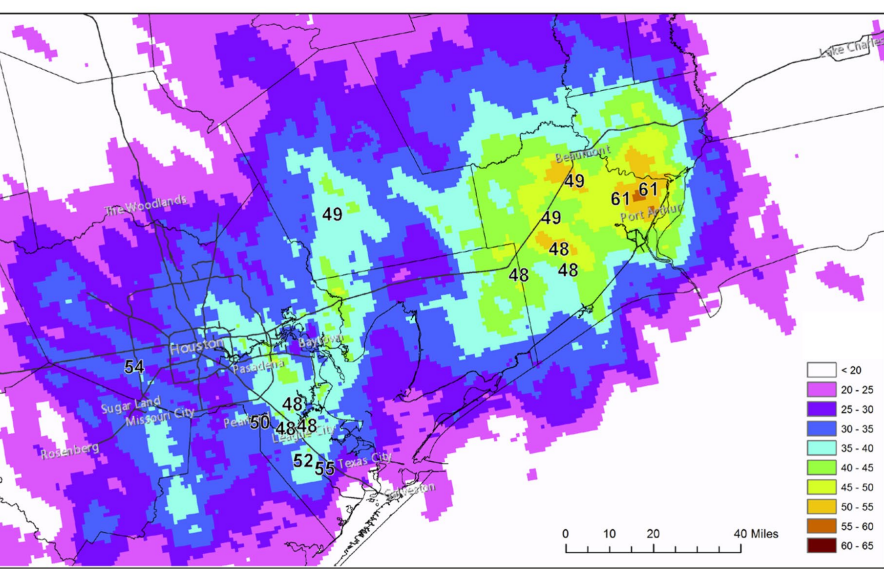 Lake Charles
Beaumont
49
61
61
The Woodlands
49
49
Port Arthur
48
48
48
Houston
Baytown
54
Pasadena
Sugar Land
48
Missouri City
50
48
48
League City
Rosenberg
52
55
Texas City
Galveston
0
10
20
40 Miles
< 20
20 - 25
25 - 30
30 - 35
35 - 40
40 - 45
45 - 50
50 - 55
55 - 60
60 - 65